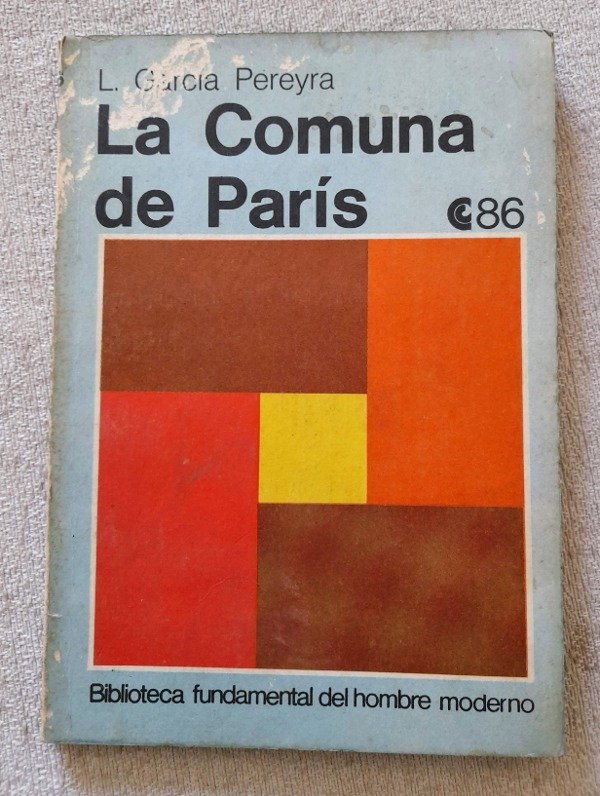 L. García Pereyra
La Comuna
de París
86
Biblioteca fundamental del hombre moderno